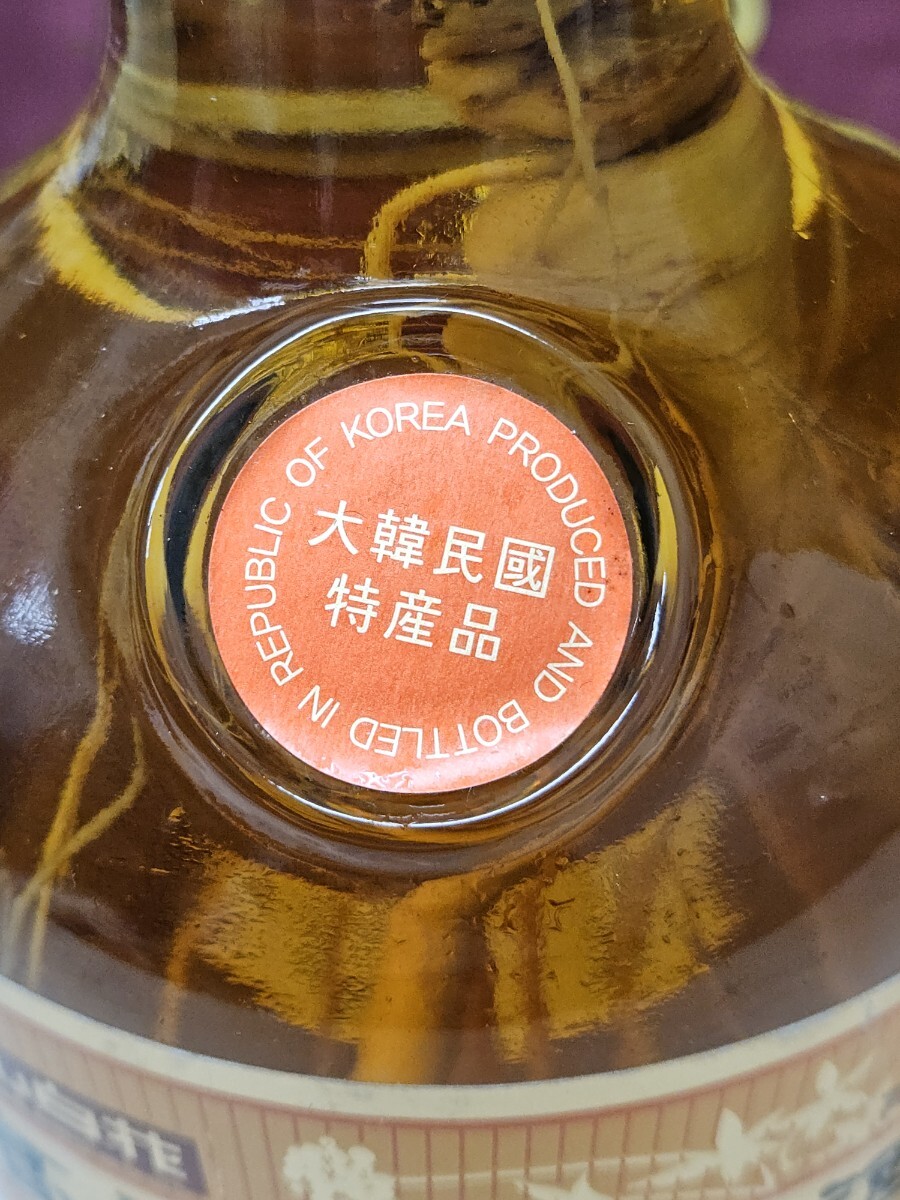 PRODUCED AND BOTTLED IN REPUBLIC OF KOREA
大韓民國
特産品